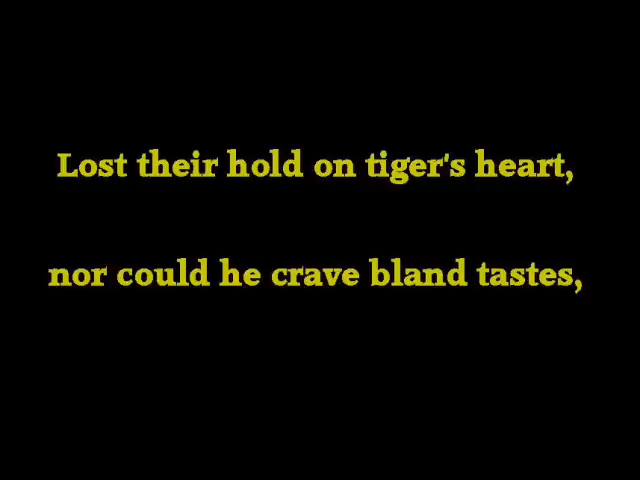 Lost their hold on tiger's heart,
nor could he crave bland tastes,